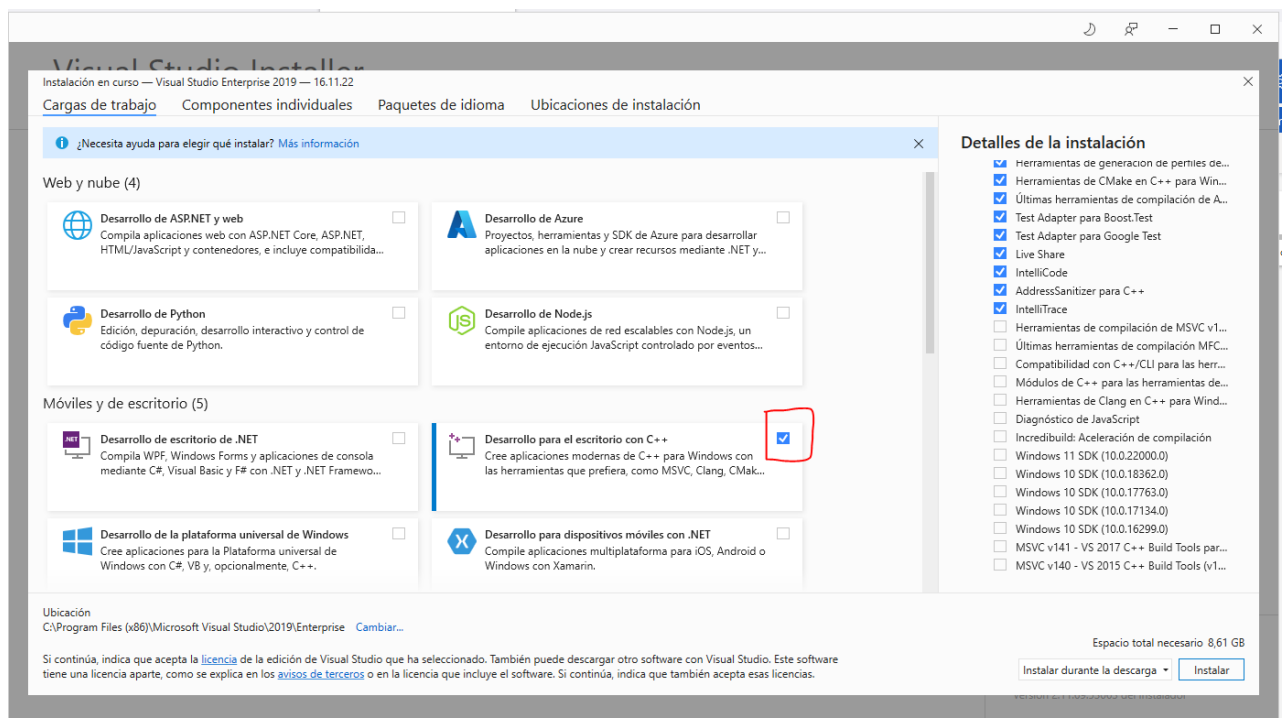 Visual Studio Installer
Instalación en curso — Visual Studio Enterprise 2019 — 16.11.22
Cargas de trabajo Componentes individuales Paquetes de idioma Ubicaciones de instalación
¿Necesita ayuda para elegir qué instalar? Más información
Web y nube (4)
Desarrollo de ASP.NET y web
Compila aplicaciones web con ASP.NET Core, ASP.NET,
HTML/JavaScript y contenedores, e incluye compatibilida...
Desarrollo de Azure
Proyectos, herramientas y SDK de Azure para desarrollar
aplicaciones en la nube y crear recursos mediante .NET y...
Desarrollo de Python
Edición, depuración, desarrollo interactivo y control de
código fuente de Python.
JS
Desarrollo de Node.js
Compile aplicaciones de red escalables con Node.js, un
entorno de ejecución JavaScript controlado por eventos...
Móviles y de escritorio (5)
.NET
Desarrollo de escritorio de .NET
Compila WPF, Windows Forms y aplicaciones de consola
mediante C#, Visual Basic y F# con .NET y .NET Framewo...
Desarrollo para el escritorio con C++
Cree aplicaciones modernas de C++ para Windows con
las herramientas que prefiera, como MSVC, Clang, CMak...
Desarrollo de la plataforma universal de Windows
Cree aplicaciones para la Plataforma universal de
Windows con C#, VB y, opcionalmente, C++.
Desarrollo para dispositivos móviles con .NET
Compile aplicaciones multiplataforma para iOS, Android o
Windows con Xamarin.
Detalles de la instalación
Herramientas de generación de perfiles de...
Herramientas de CMake en C++ para Win...
Últimas herramientas de compilación de A...
Test Adapter para Boost.Test
Test Adapter para Google Test
Live Share
IntelliCode
AddressSanitizer para C++
IntelliTrace
Herramientas de compilación de MSVC v1...
Últimas herramientas de compilación MFC...
Compatibilidad con C++/CLI para las herr...
Módulos de C++ para las herramientas de...
Herramientas de Clang en C++ para Wind...
Diagnóstico de JavaScript
Incredibuild: Aceleración de compilación
Windows 11 SDK (10.0.22000.0)
Windows 10 SDK (10.0.18362.0)
Windows 10 SDK (10.0.17763.0)
Windows 10 SDK (10.0.17134.0)
Windows 10 SDK (10.0.16299.0)
MSVC v141 - VS 2017 C++ Build Tools par...
MSVC v140 - VS 2015 C++ Build Tools (v1...
Ubicación
C:\Program Files (x86)\Microsoft Visual Studio\2019\Enterprise Cambiar...
Si continúa, indica que acepta la licencia de la edición de Visual Studio que ha seleccionado. También puede descargar otro software con Visual Studio. Este software
tiene una licencia aparte, como se explica en los avisos de terceros o en la licencia que incluye el software. Si continúa, indica que también acepta esas licencias.
Espacio total necesario 8,61 GB
Instalar durante la descarga Instalar
del instalador